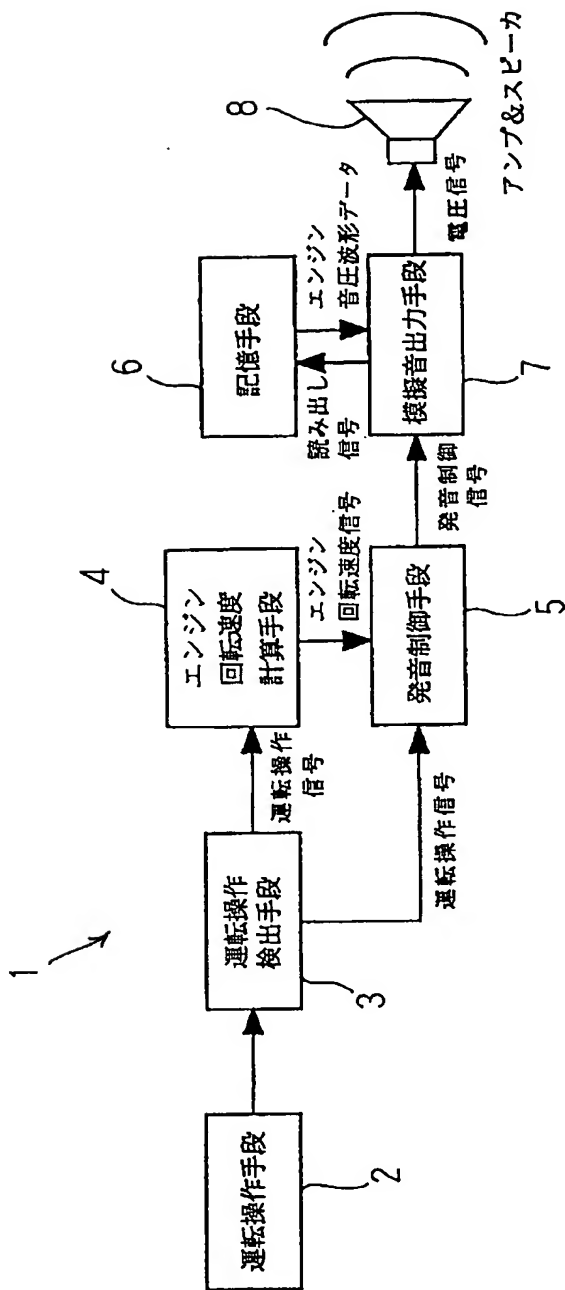 1
運転操作手段
2
運転操作
検出手段
3
運転操作
信号
運転操作信号
エンジン
回転速度
計算手段
4
エンジン
回転速度信号
発音制御手段
5
発音制御
信号
記憶手段
6
読み出し
信号
エンジン
音圧波形データ
模擬音出力手段
7
電圧信号
8
アンプ&スピーカ